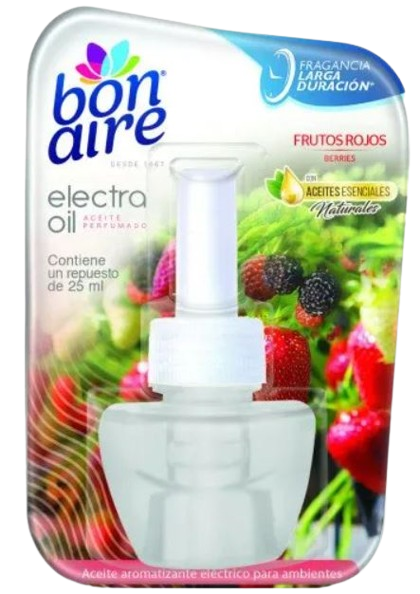 bon
aire
DESDE 1961
FRAGANCIA
LARGA
DURACIÓN*
FRUTOS ROJOS
BERRIES
CON
ACEITES ESENCIALES
Naturales
electra
oil ACEITE
PERFUMADO
Contiene
un repuesto
de 25 ml
Aceite aromatizante eléctrico para ambientes